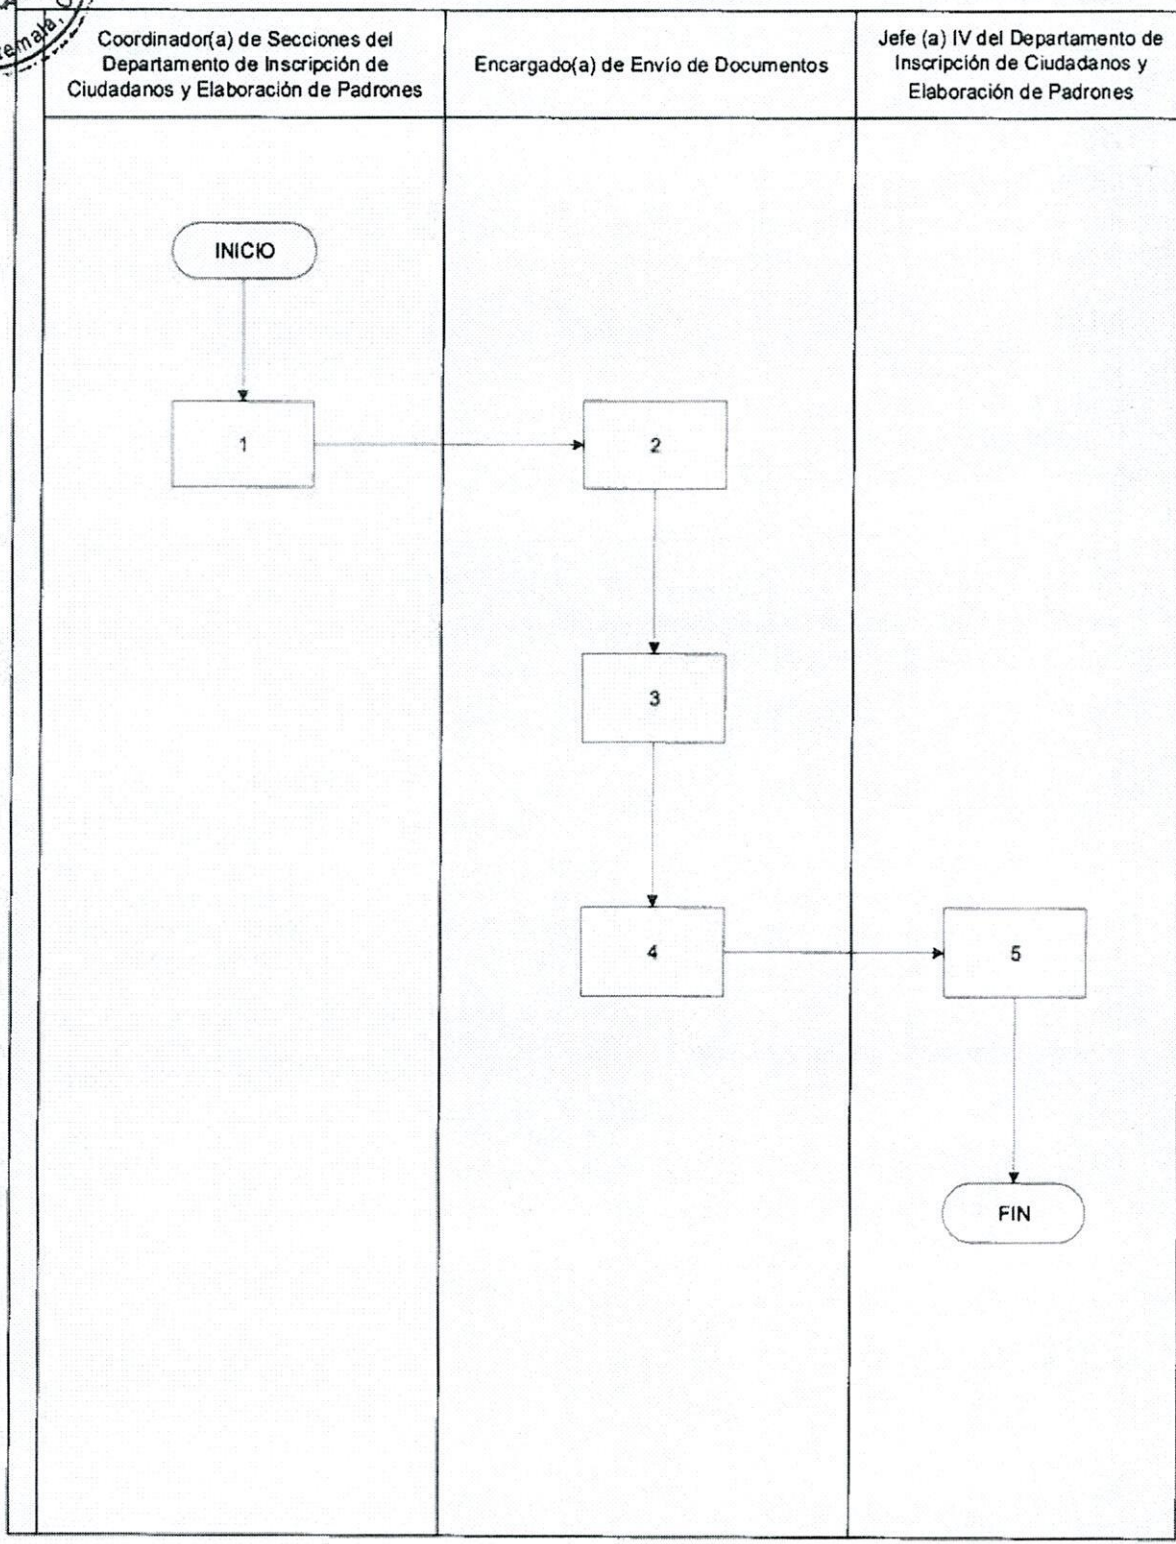 Coordinador(a) de Secciones del
Departamento de Inscripción de
Ciudadanos y Elaboración de Padrones
Encargado(a) de Envío de Documentos
Jefe (a) IV del Departamento de
Inscripción de Ciudadanos y
Elaboración de Padrones
INICIO
1
2
3
4
5
FIN